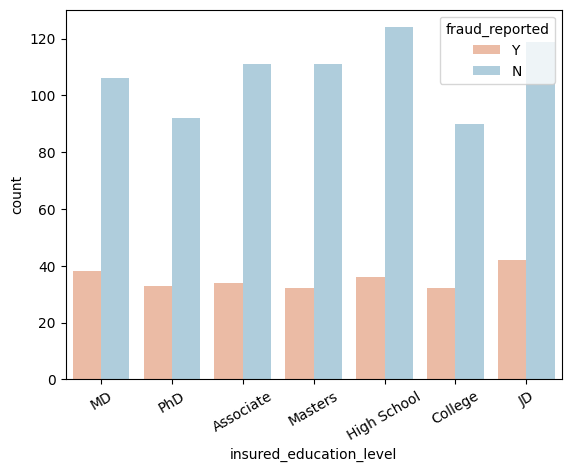 fraud_reported
Y
N
120
100
80
60
40
20
0
count
MD
PhD
Associate
Masters
High School
College
JD
insured_education_level